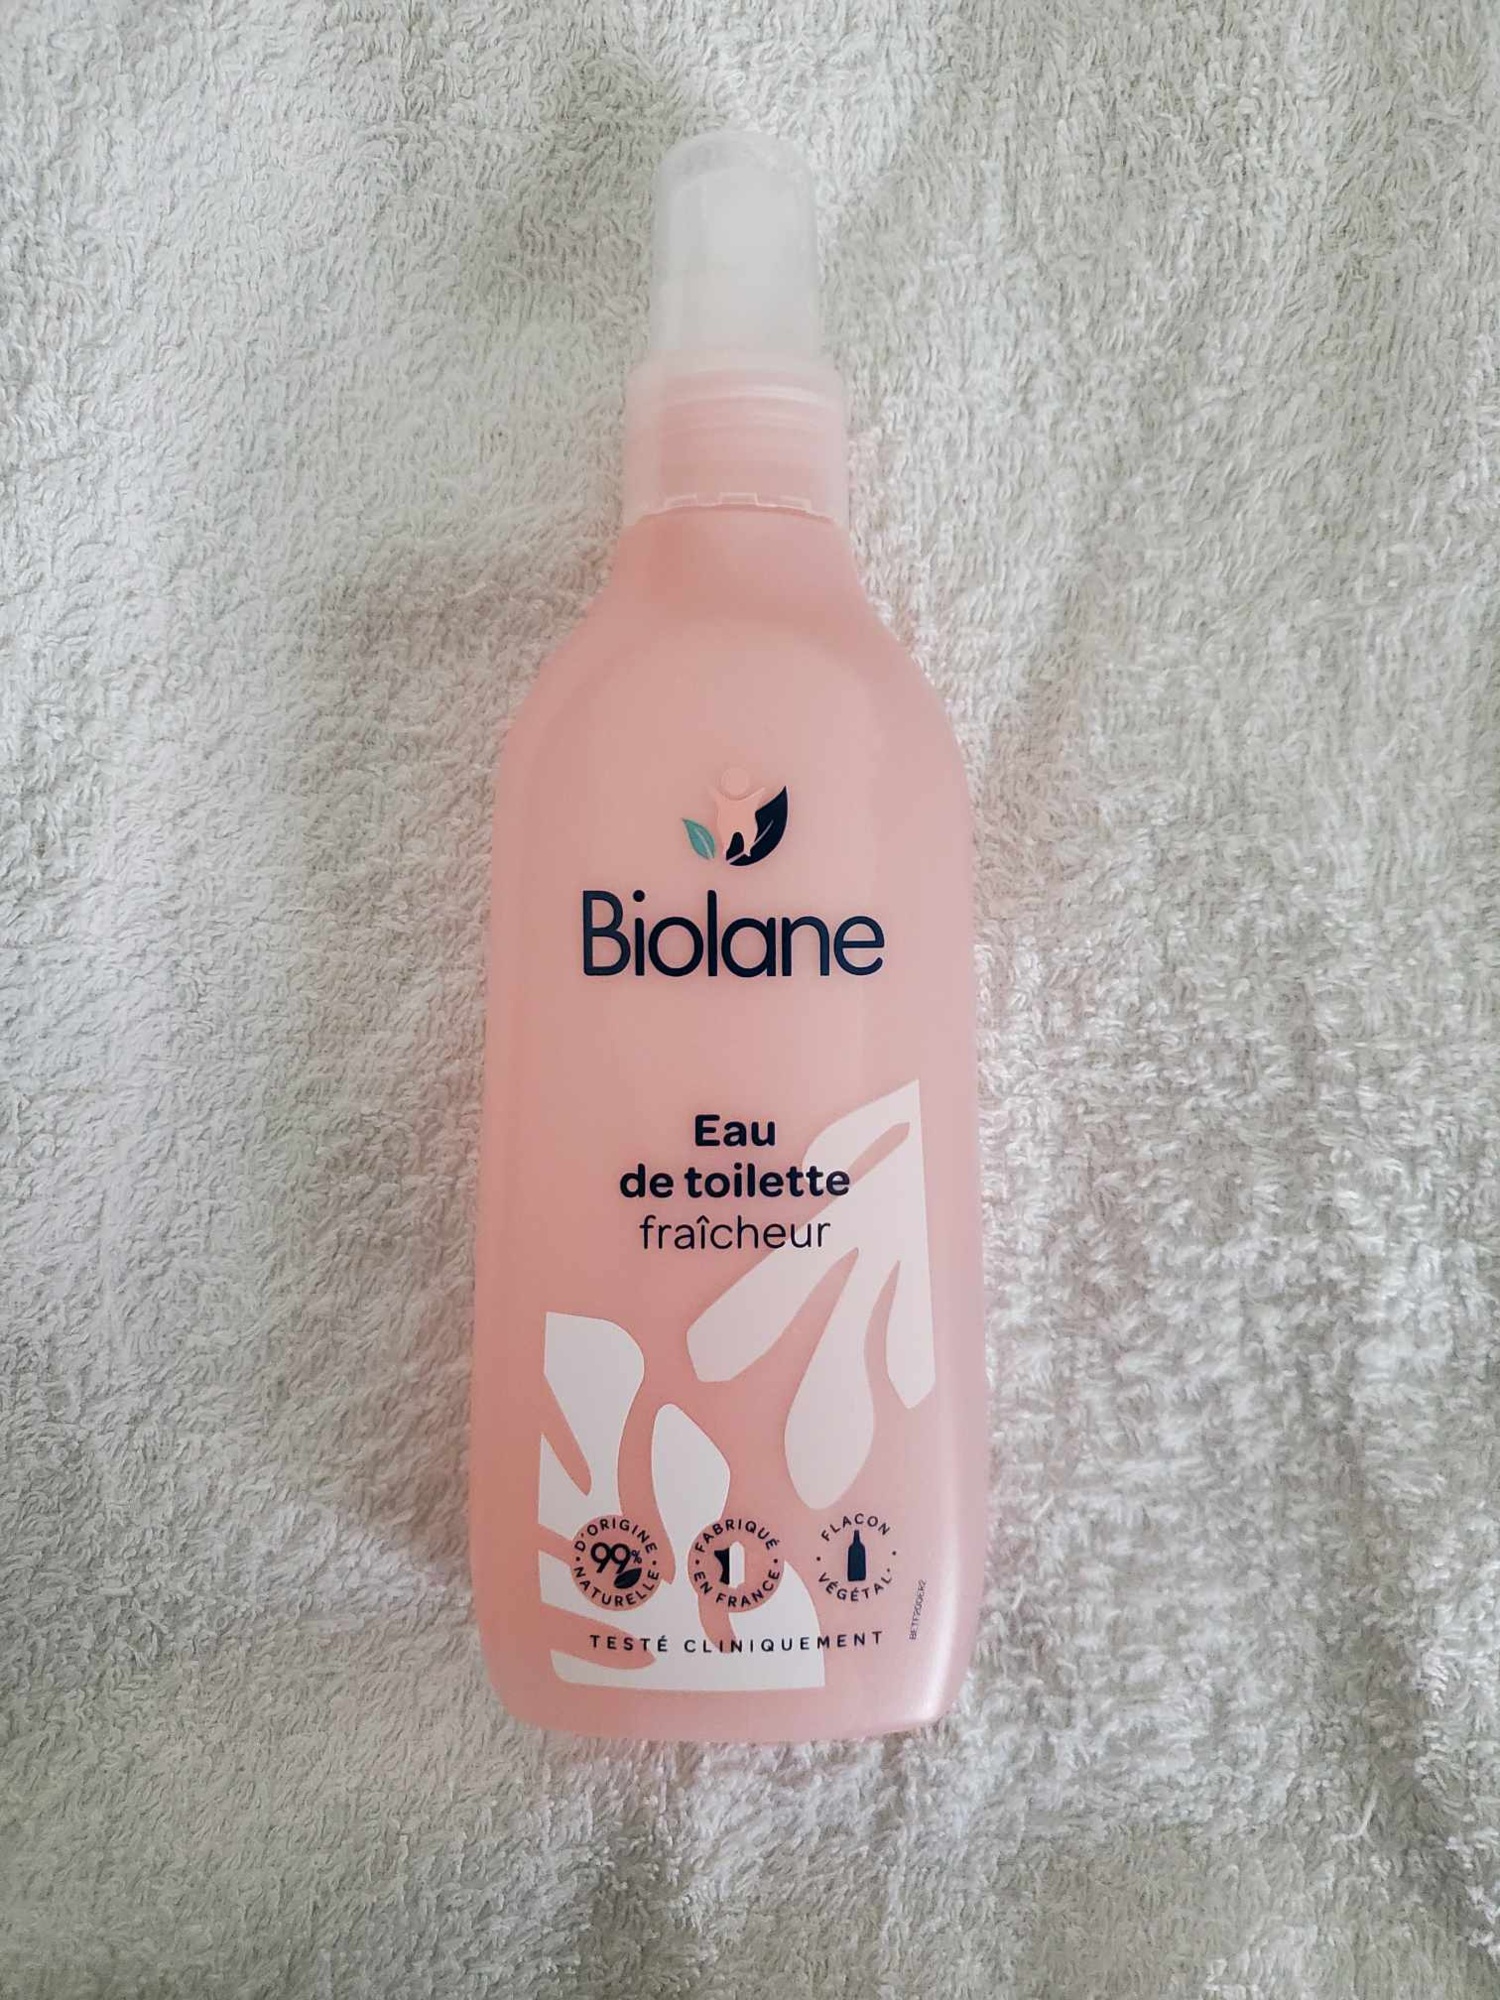 Biolane
Eau
de toilette
fraîcheur
D'ORIGINE
99%
NATURELLE
FABRIQUÉ
EN FRANCE
FLACON
VÉGÉTAL
TESTÉ CLINIQUEMENT